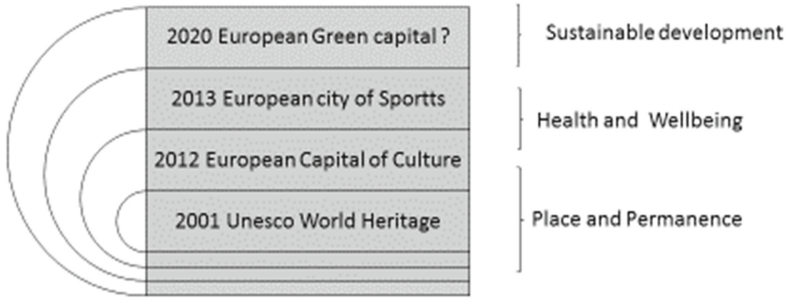 2020 European Green capital ?
Sustainable development
2013 European city of Sportts
Health and Wellbeing
2012 European Capital of Culture
2001 Unesco World Heritage
Place and Permanence